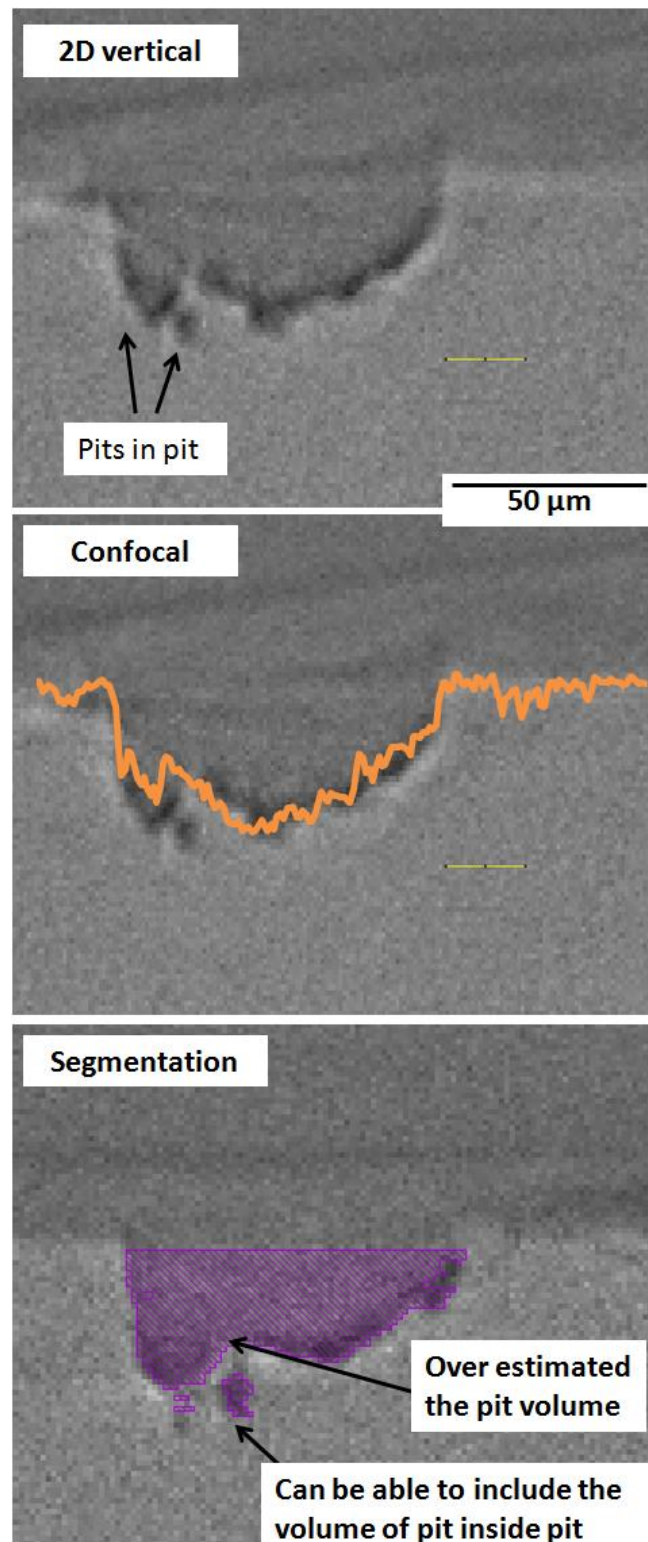 2D vertical
Pits in pit
50 µm
Confocal
Segmentation
Over estimated
the pit volume
Can be able to include the
volume of pit inside pit